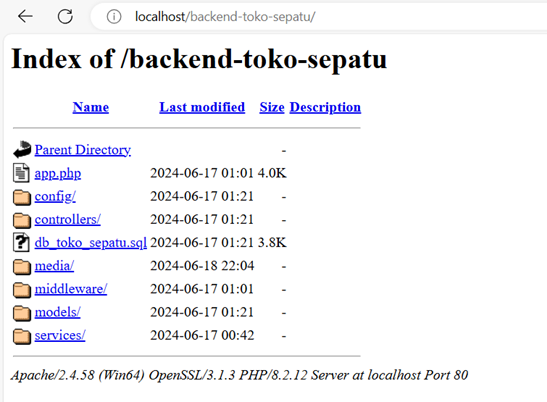 localhost/backend-toko-sepatu/
Index of /backend-toko-sepatu
Name Last modified Size Description
Parent Directory -
app.php 2024-06-17 01:01 4.0K
config/ 2024-06-17 01:21 -
controllers/ 2024-06-17 01:21 -
db_toko_sepatu.sql 2024-06-17 01:21 3.8K
media/ 2024-06-18 22:04 -
middleware/ 2024-06-17 01:01 -
models/ 2024-06-17 01:21 -
services/ 2024-06-17 00:42 -
Apache/2.4.58 (Win64) OpenSSL/3.1.3 PHP/8.2.12 Server at localhost Port 80